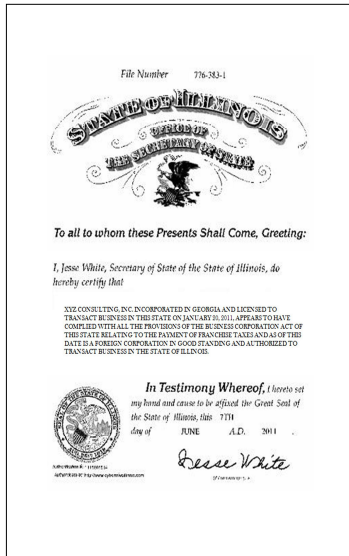 File Number 776-383-1
STATE OF ILLINOIS
OFFICE OF
THE SECRETARY OF STATE
To all to whom these Presents Shall Come, Greeting:
I, Jesse White, Secretary of State of the State of Illinois, do
hereby certify that
XYZ CONSULTING, INC. INCORPORATED IN GEORGIA AND LICENSED TO
TRANSACT BUSINESS IN THIS STATE ON JANUARY 10, 2011, APPEARS TO HAVE
COMPLIED WITH ALL THE PROVISIONS OF THE BUSINESS CORPORATION ACT OF
THIS STATE RELATING TO THE PAYMENT OF FRANCHISE TAXES AND AS OF THIS
DATE IS A FOREIGN CORPORATION IN GOOD STANDING AND AUTHORIZED TO
TRANSACT BUSINESS IN THE STATE OF ILLINOIS.
In Testimony Whereof, I hereto set
my hand and cause to be affixed the Great Seal of
the State of Illinois, this 7TH
day of JUNE A.D. 2011 .
Jesse White